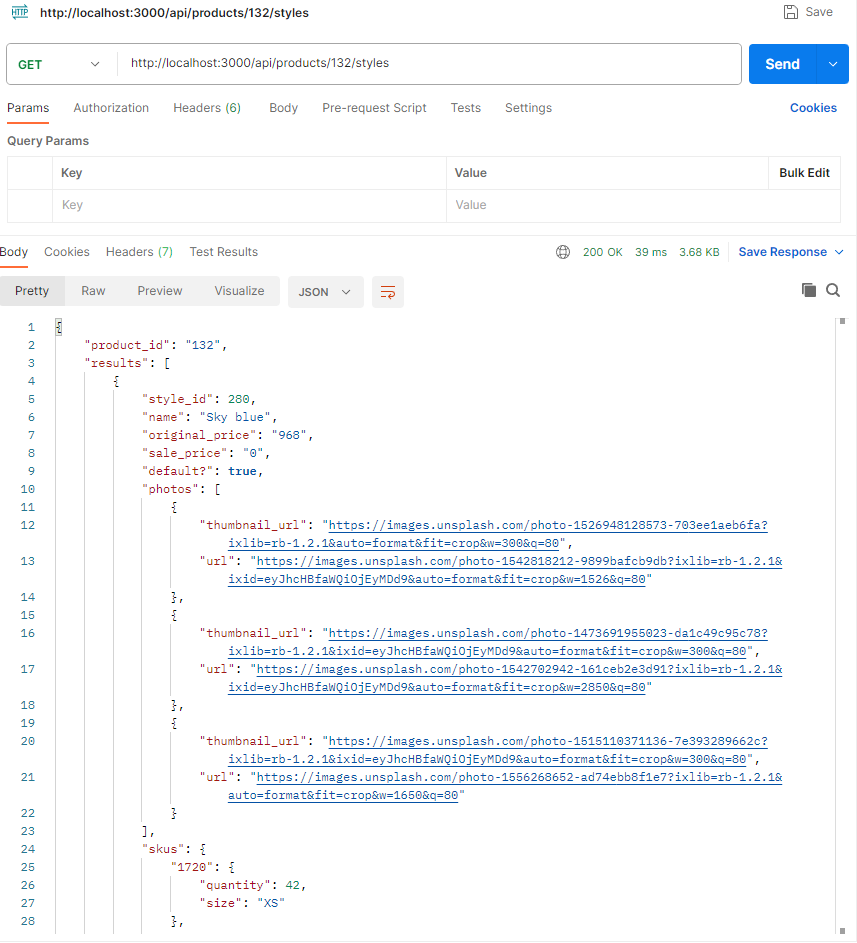 HTTP http://localhost:3000/api/products/132/styles Save
GET http://localhost:3000/api/products/132/styles Send
Params Authorization Headers (6) Body Pre-request Script Tests Settings Cookies
Query Params
Key Value Bulk Edit
Key Value
Body Cookies Headers (7) Test Results 200 OK 39 ms 3.68 KB Save Response
Pretty Raw Preview Visualize JSON
1 {
2 "product_id": "132",
3 "results": [
4 {
5 "style_id": 280,
6 "name": "Sky blue",
7 "original_price": "968",
8 "sale_price": "0",
9 "default?": true,
10 "photos": [
11 {
12 "thumbnail_url": "https://images.unsplash.com/photo-1526948128573-703ee1aeb6fa?
ixlib=rb-1.2.1&auto=format&fit=crop&w=300&q=80",
13 "url": "https://images.unsplash.com/photo-1542818212-9899bafcb9db?ixlib=rb-1.2.1&
ixid=eyJhcHBfaWQiOjEyMDd9&auto=format&fit=crop&w=1526&q=80"
14 },
15 {
16 "thumbnail_url": "https://images.unsplash.com/photo-1473691955023-da1c49c95c78?
ixlib=rb-1.2.1&ixid=eyJhcHBfaWQiOjEyMDd9&auto=format&fit=crop&w=300&q=80",
17 "url": "https://images.unsplash.com/photo-1542702942-161ceb2e3d91?ixlib=rb-1.2.1&
ixid=eyJhcHBfaWQiOjEyMDd9&auto=format&fit=crop&w=2850&q=80"
18 },
19 {
20 "thumbnail_url": "https://images.unsplash.com/photo-1515110371136-7e393289662c?
ixlib=rb-1.2.1&ixid=eyJhcHBfaWQiOjEyMDd9&auto=format&fit=crop&w=300&q=80",
21 "url": "https://images.unsplash.com/photo-1556268652-ad74ebb8f1e7?ixlib=rb-1.2.1&
auto=format&fit=crop&w=1650&q=80"
22 }
23 ],
24 "skus": {
25 "1720": {
26 "quantity": 42,
27 "size": "XS"
28 },